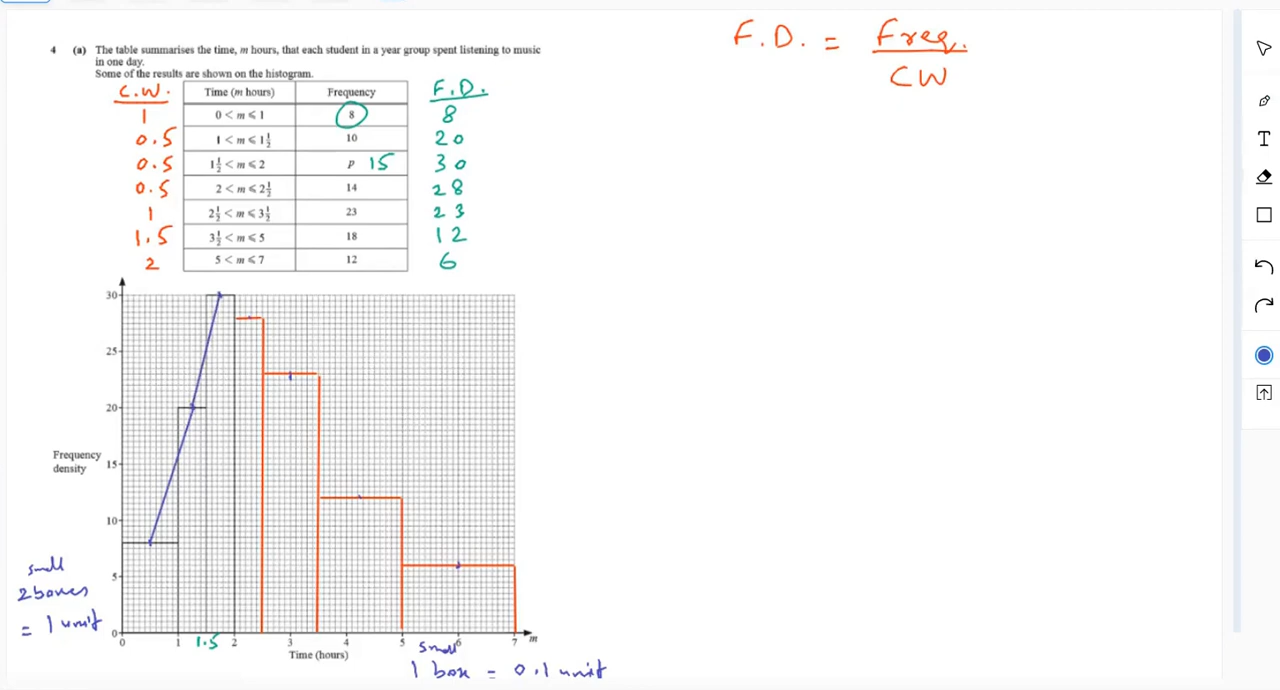 F.D. = Freq.
CW
4 (a) The table summarises the time, m hours, that each student in a year group spent listening to music
in one day.
Some of the results are shown on the histogram.
C.W. Time (m hours) Frequency F.D.
1 0 < m ⩽ 1 8 8
0.5 1 < m ⩽ 1½ 10 20
0.5 1½ < m ⩽ 2 p 15 30
0.5 2 < m ⩽ 2½ 14 28
1 2½ < m ⩽ 3½ 23 23
1.5 3½ < m ⩽ 5 18 12
2 5 < m ⩽ 7 12 6
30
25
20
Frequency
density
15
10
5
0
small
2 boxes
= 1 unit
0 1 1.5 2 3 4 5 6 7 m
Time (hours)
small
1 box = 0.1 unit